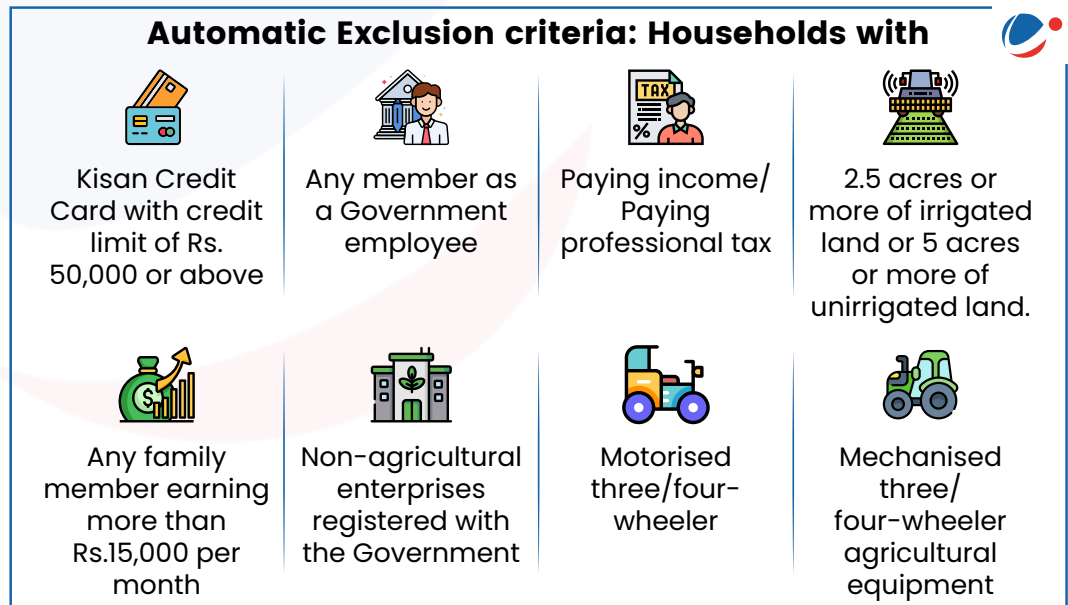 Automatic Exclusion criteria: Households with
TAX
%
Kisan Credit
Card with credit
limit of Rs.
50,000 or above
Any member as
a Government
employee
Paying income/
Paying
professional tax
2.5 acres or
more of irrigated
land or 5 acres
or more of
unirrigated land.
$
Any family
member earning
more than
Rs.15,000 per
month
Non-agricultural
enterprises
registered with
the Government
Motorised
three/four-
wheeler
Mechanised
three/
four-wheeler
agricultural
equipment